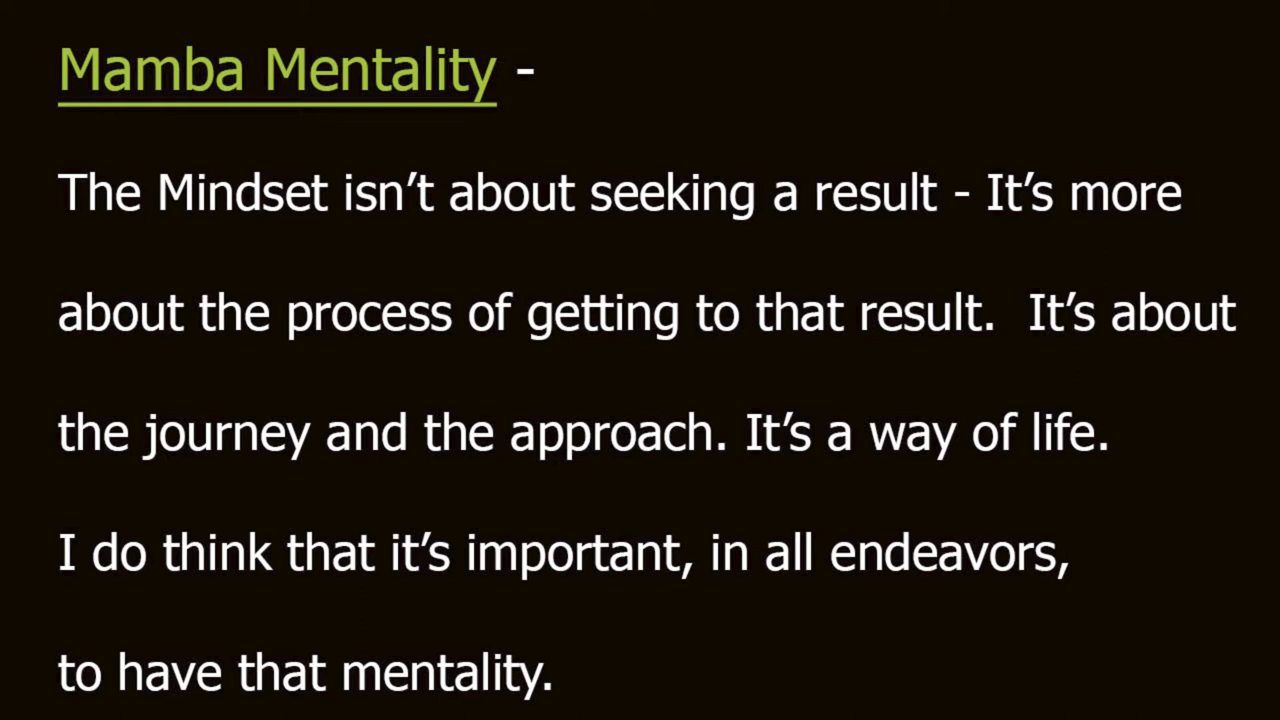 Mamba Mentality -
The Mindset isn’t about seeking a result - It’s more
about the process of getting to that result.  It’s about
the journey and the approach. It’s a way of life.
I do think that it’s important, in all endeavors,
to have that mentality.